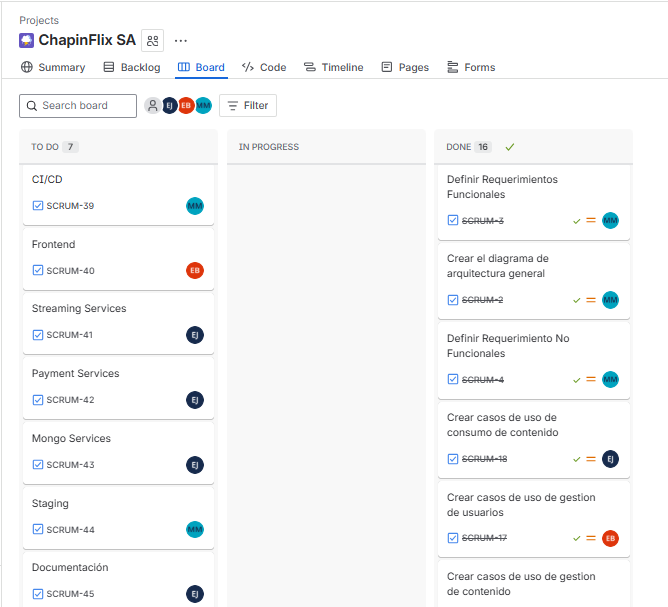 Projects
ChapinFlix SA
Summary
Backlog
Board
Code
Timeline
Pages
Forms
Search board
EJ
EB
MM
Filter
TO DO 7
CI/CD
SCRUM-39
MM
Frontend
SCRUM-40
EB
Streaming Services
SCRUM-41
EJ
Payment Services
SCRUM-42
EJ
Mongo Services
SCRUM-43
EJ
Staging
SCRUM-44
MM
Documentación
SCRUM-45
EJ
IN PROGRESS
DONE 16
Definir Requerimientos
Funcionales
SCRUM-3
MM
Crear el diagrama de
arquitectura general
SCRUM-2
MM
Definir Requerimiento No
Funcionales
SCRUM-4
MM
Crear casos de uso de
consumo de contenido
SCRUM-18
EJ
Crear casos de uso de gestion
de usuarios
SCRUM-17
EB
Crear casos de uso de gestion
de contenido